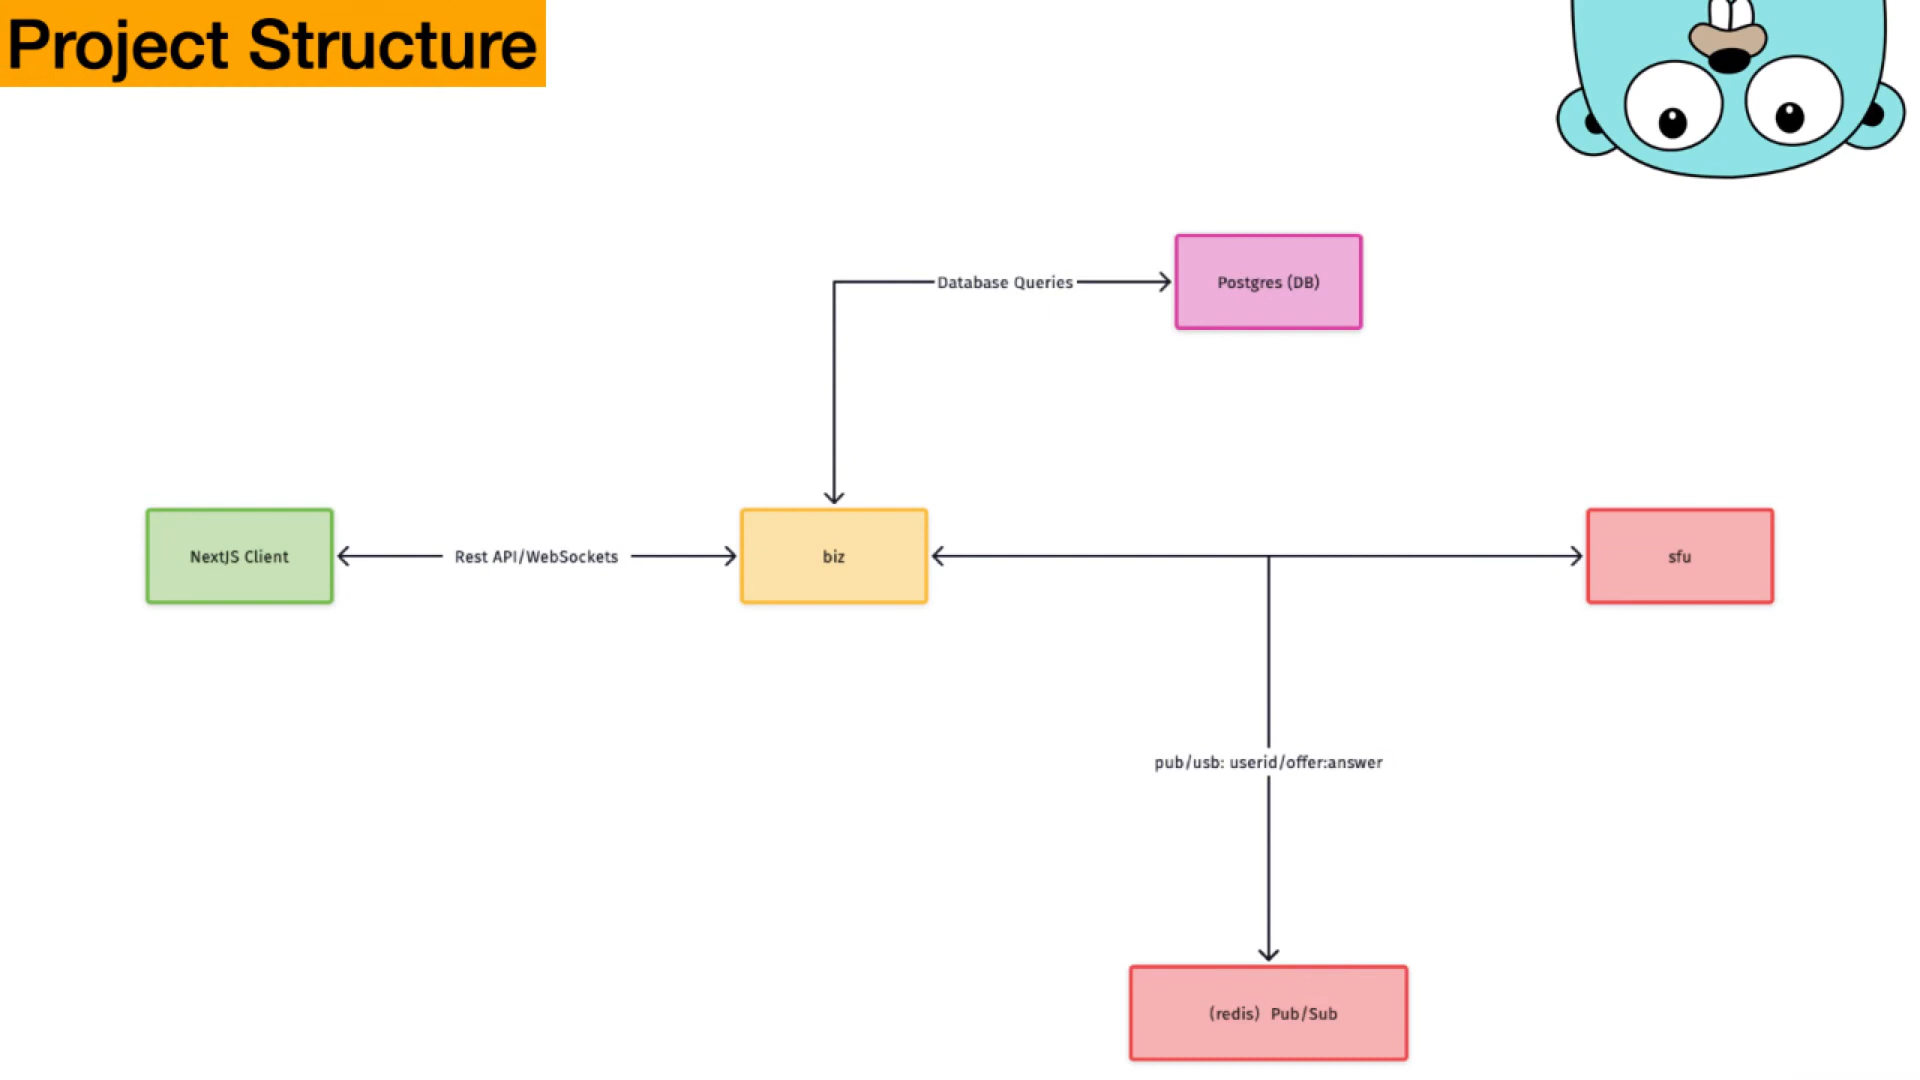 Project Structure
Database Queries
Postgres (DB)
NextJS Client
Rest API/WebSockets
biz
sfu
pub/usb: userid/offer:answer
(redis) Pub/Sub